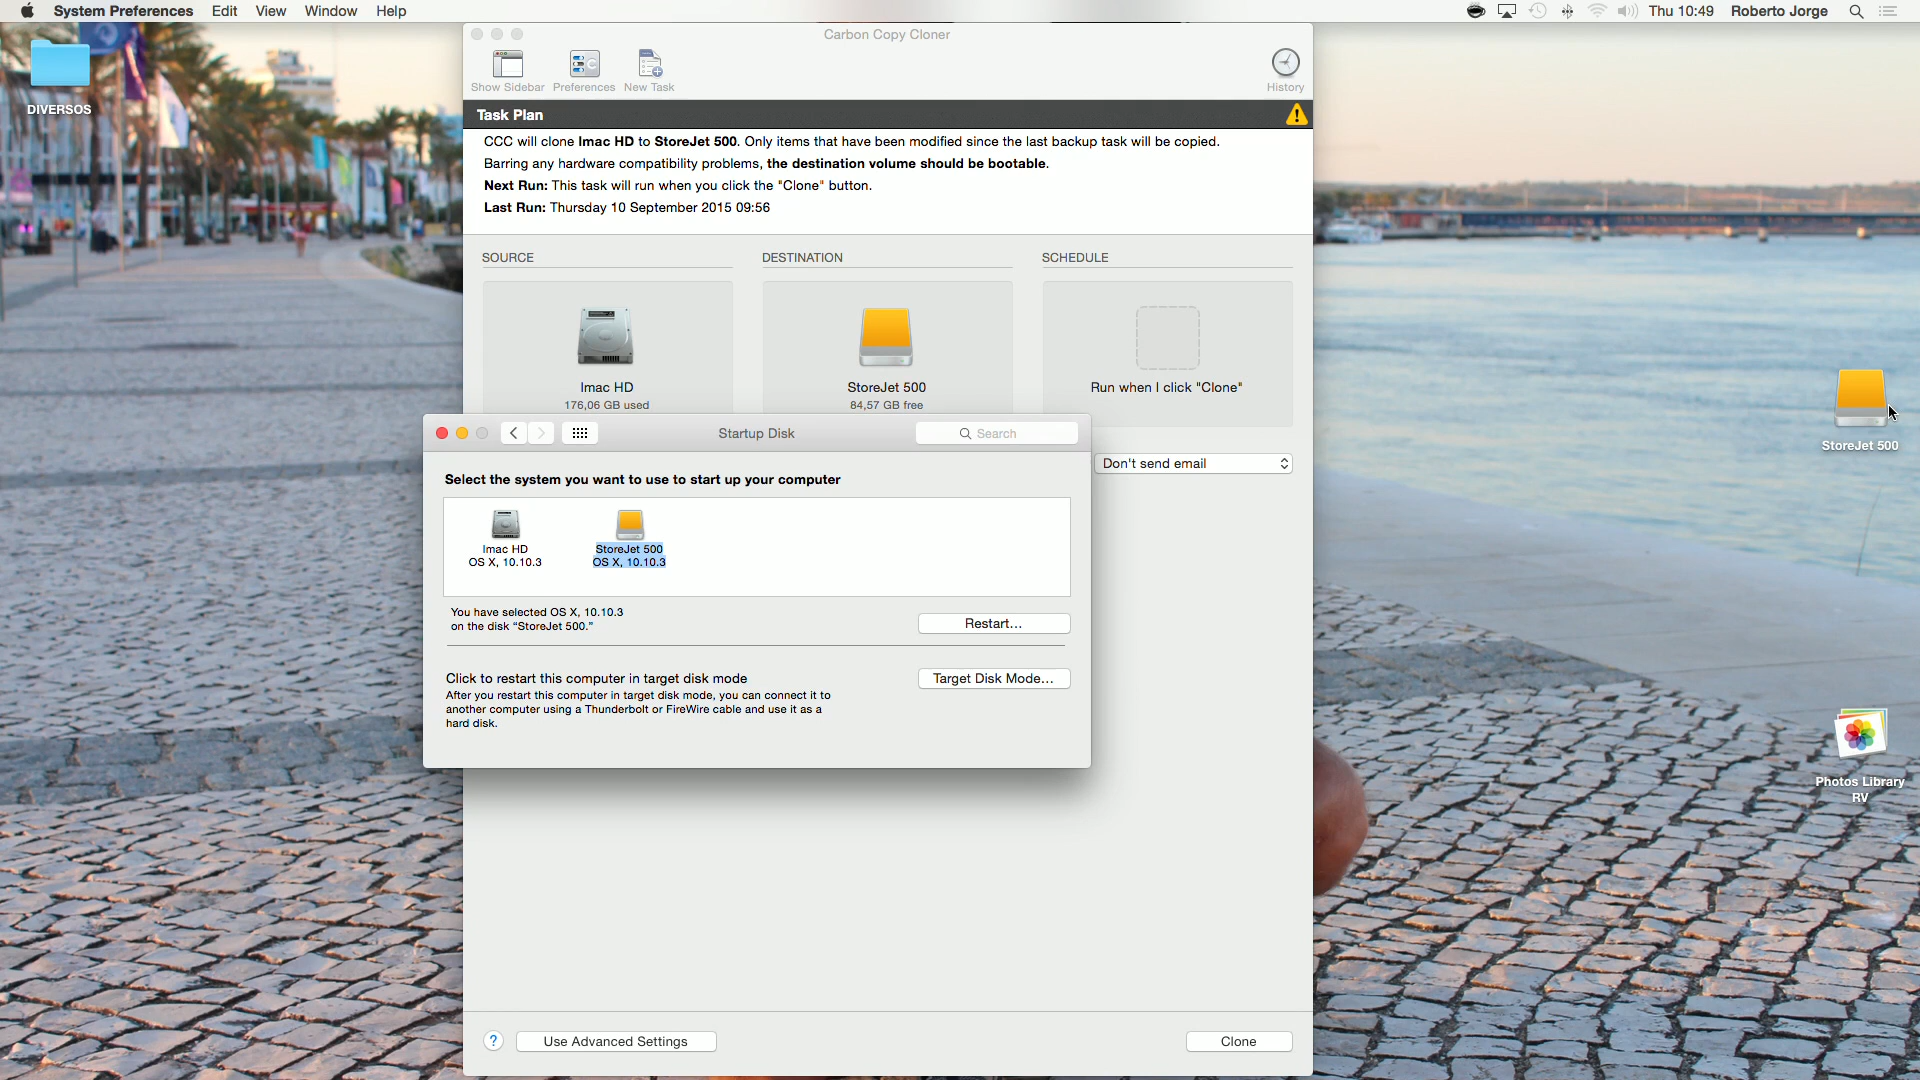 System Preferences Edit View Window Help
Thu 10:49 Roberto Jorge
DIVERSOS
Carbon Copy Cloner
Show Sidebar Preferences New Task History
Task Plan
CCC will clone Imac HD to StoreJet 500. Only items that have been modified since the last backup task will be copied.
Barring any hardware compatibility problems, the destination volume should be bootable.
Next Run: This task will run when you click the "Clone" button.
Last Run: Thursday 10 September 2015 09:56
SOURCE DESTINATION SCHEDULE
Imac HD StoreJet 500 Run when I click "Clone"
176,06 GB used 84,57 GB free
StoreJet 500
Startup Disk
Search
Don't send email
Select the system you want to use to start up your computer
Imac HD
OS X, 10.10.3
StoreJet 500
OS X, 10.10.3
You have selected OS X, 10.10.3
on the disk “StoreJet 500.”
Restart...
Click to restart this computer in target disk mode
After you restart this computer in target disk mode, you can connect it to
another computer using a Thunderbolt or FireWire cable and use it as a
hard disk.
Target Disk Mode...
Photos Library
RV
? Use Advanced Settings Clone